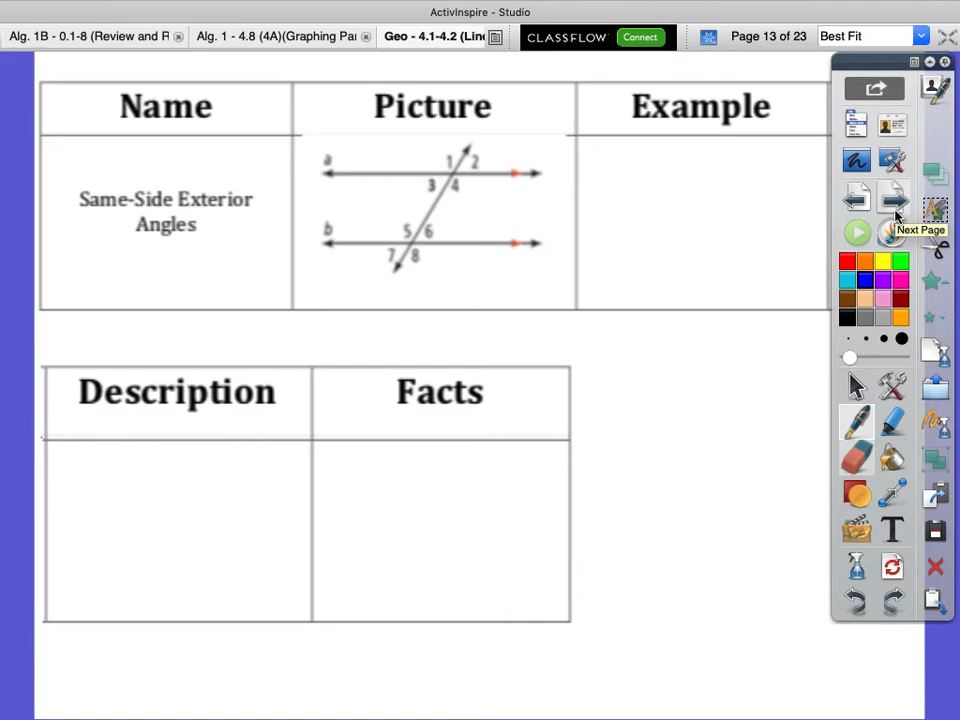 ActivInspire - Studio
Alg. 1B - 0.1-8 (Review and R
Alg. 1 - 4.8 (4A)(Graphing Par
Geo - 4.1-4.2 (Line
CLASSFLOW
Connect
Page 13 of 23
Best Fit
Name
Picture
Example
Same-Side Exterior
Angles
a
1
2
3
4
b
5
6
7
8
Next Page
Description
Facts
T